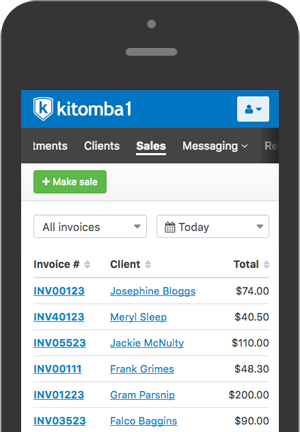 K kitomba1
tments Clients Sales Messaging Re
+ Make sale
All invoices Today
Invoice # Client Total
INV00123 Josephine Bloggs $74.00
INV40123 Meryl Sleep $40.50
INV05523 Jackie McNulty $110.00
INV00111 Frank Grimes $48.30
INV01223 Gram Parsnip $200.00
INV03523 Falco Baggins $90.00